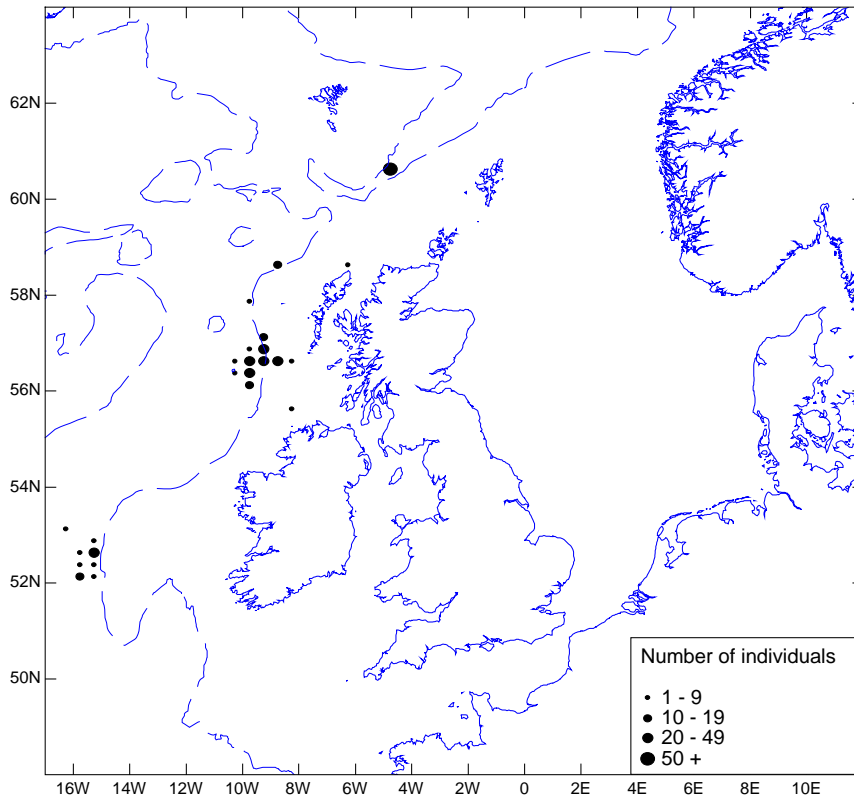 62N
60N
58N
56N
54N
52N
50N
Number of individuals
1 - 9
10 - 19
20 - 49
50 +
16W 14W 12W 10W 8W 6W 4W 2W 0 2E 4E 6E 8E 10E